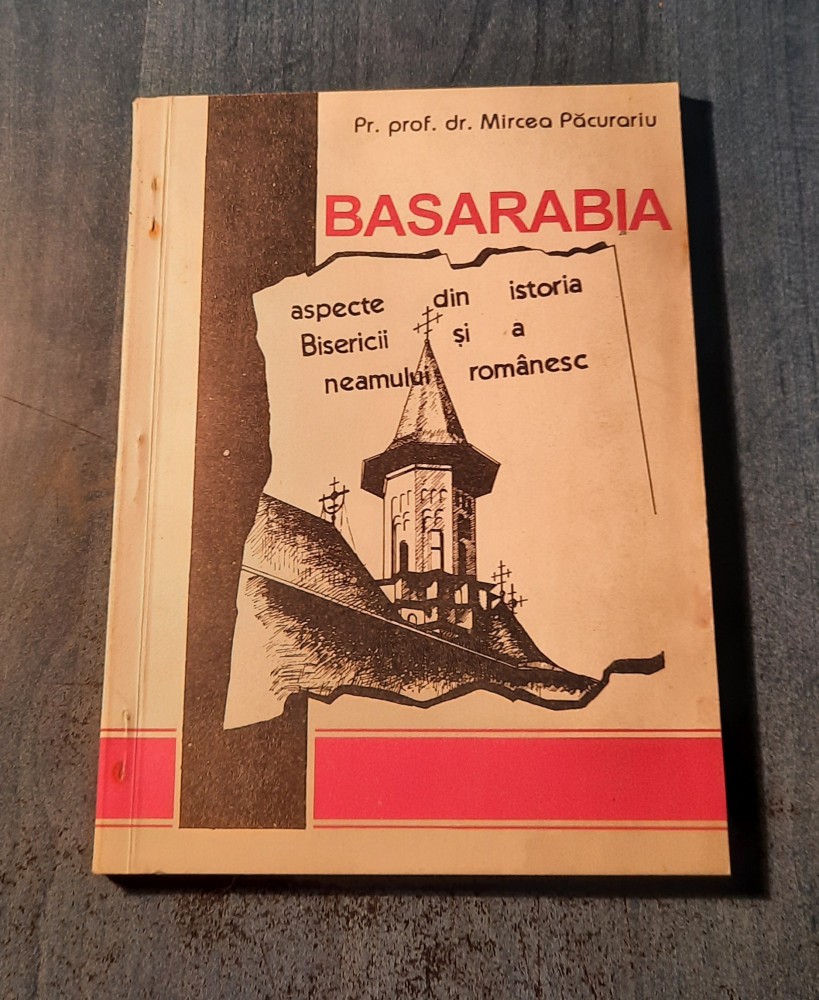 Pr. prof. dr. Mircea Păcurariu
BASARABIA
aspecte din istoria
Bisericii și a
neamului românesc